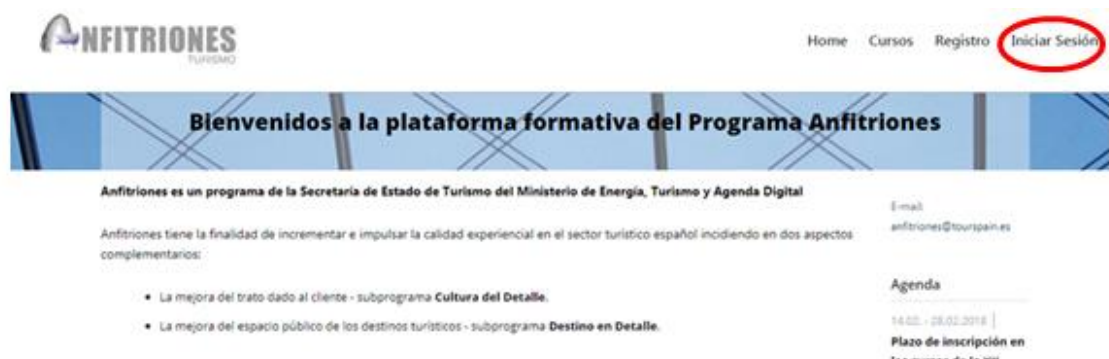 ANFITRIONES
TURISMO
Home Cursos Registro Iniciar Sesión
Bienvenidos a la plataforma formativa del Programa Anfitriones
Anfitriones es un programa de la Secretaría de Estado de Turismo del Ministerio de Energía, Turismo y Agenda Digital
Anfitriones tiene la finalidad de incrementar e impulsar la calidad experiencial en el sector turístico español incidiendo en dos aspectos
complementarios:
• La mejora del trato dado al cliente - subprograma Cultura del Detalle.
• La mejora del espacio público de los destinos turísticos - subprograma Destino en Detalle.
E-mail:
anfitriones@tourspain.es
Agenda
14.02. - 28.02.2018
Plazo de inscripción en
los cursos de la